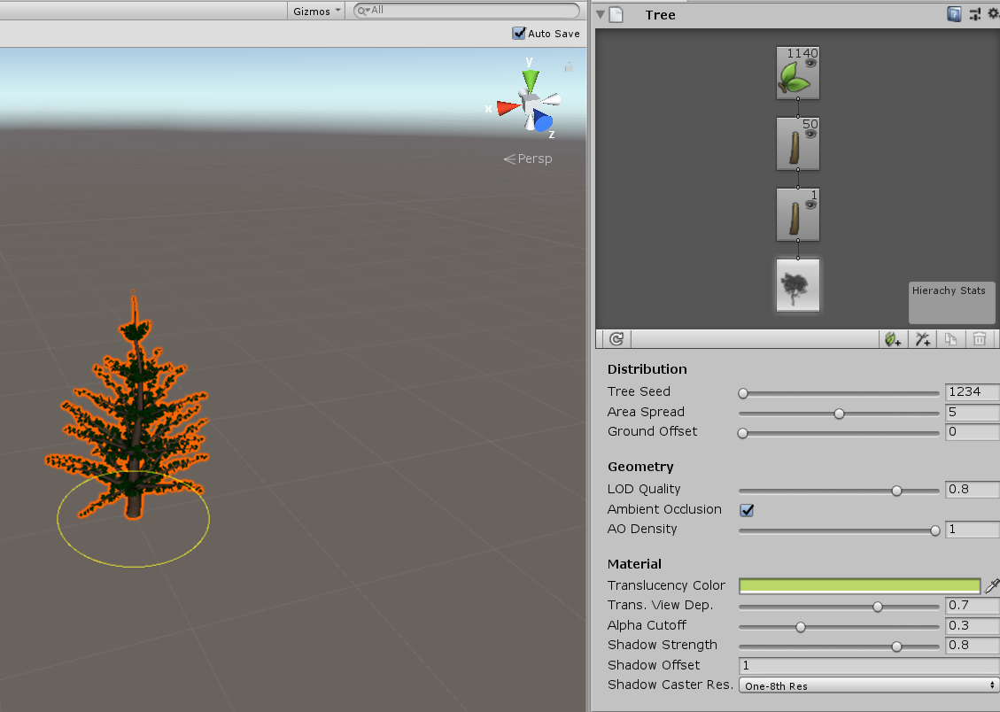 Gizmos
All
Auto Save
y
x
z
Persp
Tree
1140
50
1
Hierachy Stats
Distribution
Tree Seed 1234
Area Spread 5
Ground Offset 0
Geometry
LOD Quality 0.8
Ambient Occlusion
AO Density 1
Material
Translucency Color
Trans. View Dep. 0.7
Alpha Cutoff 0.3
Shadow Strength 0.8
Shadow Offset 1
Shadow Caster Res. One-8th Res